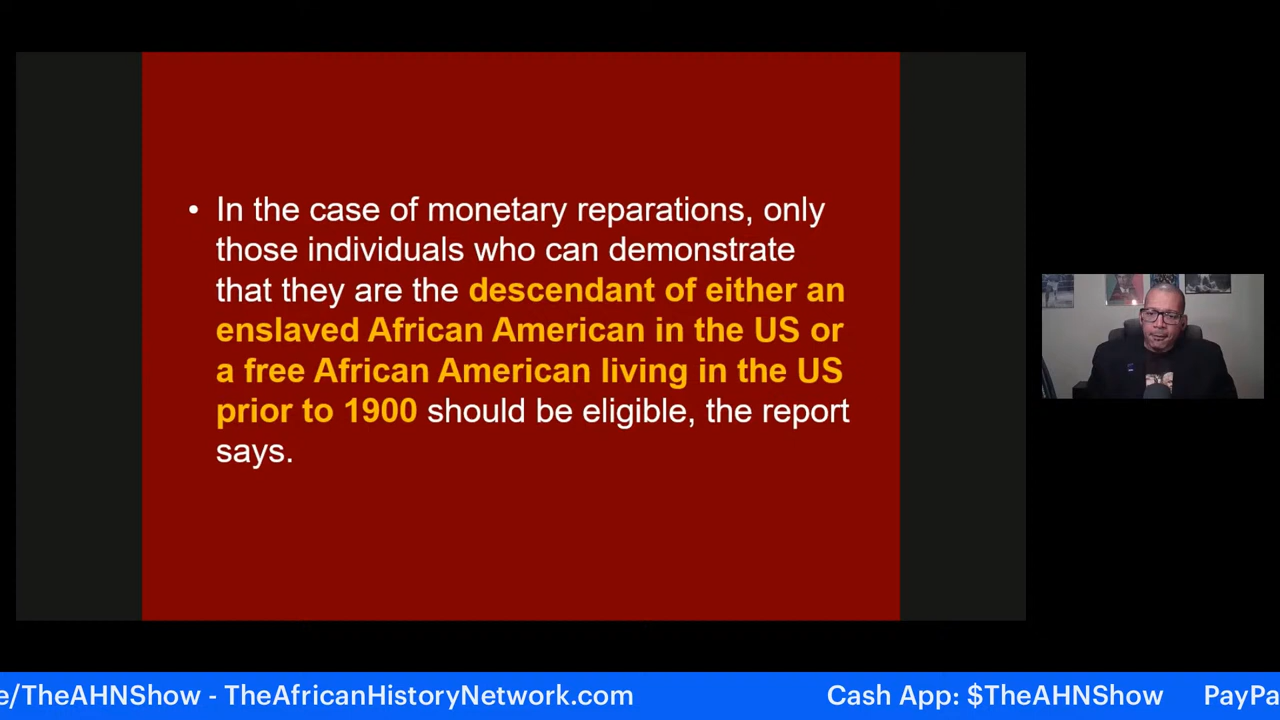 • In the case of monetary reparations, only
those individuals who can demonstrate
that they are the descendant of either an
enslaved African American in the US or
a free African American living in the US
prior to 1900 should be eligible, the report
says.
e/TheAHNShow - TheAfricanHistoryNetwork.com Cash App: $TheAHNShow PayPa